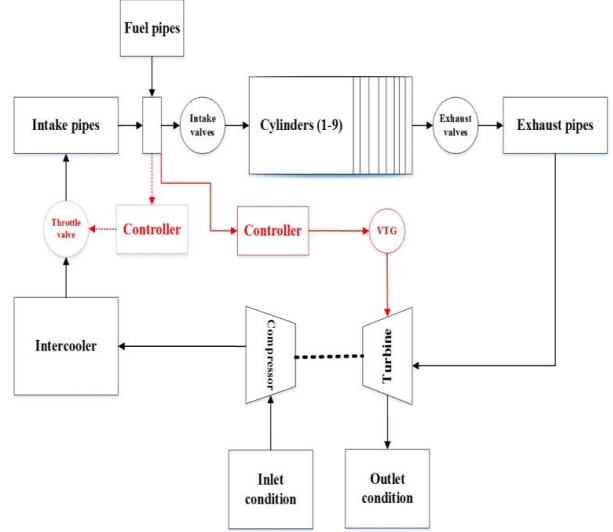 Fuel pipes
Intake pipes
Intake
valves
Cylinders (1-9)
Exhaust
valves
Exhaust pipes
Throttle
valve
Controller
Controller
VTG
Intercooler
Compressor
Turbine
Inlet
condition
Outlet
condition